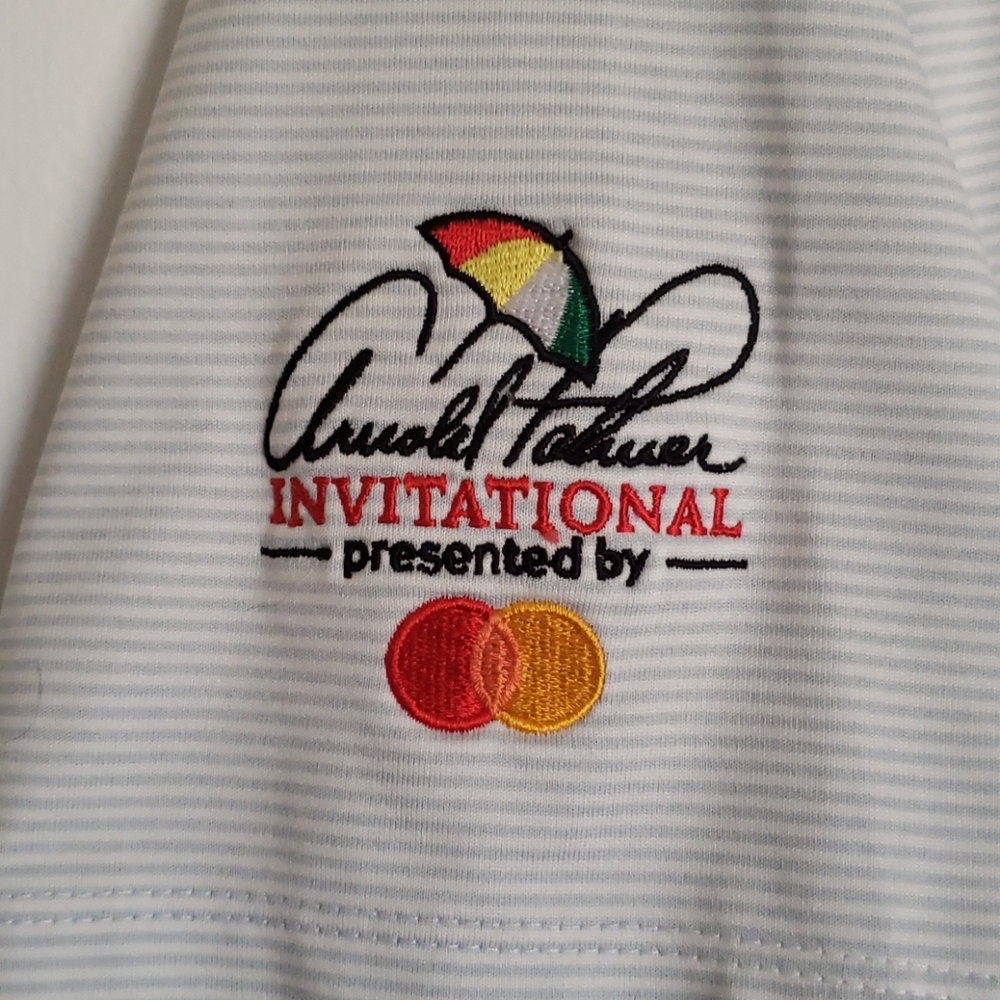 Arnold Palmer
INVITATIONAL
presented by